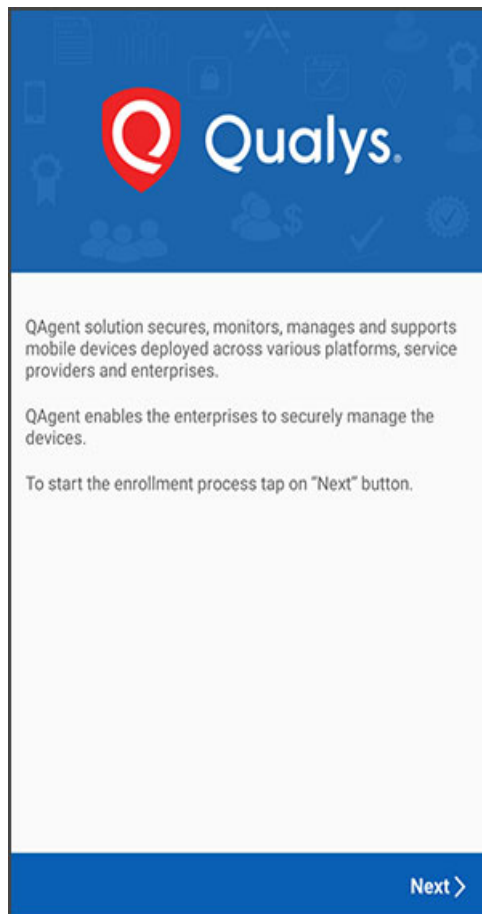 Qualys.
QAgent solution secures, monitors, manages and supports
mobile devices deployed across various platforms, service
providers and enterprises.
QAgent enables the enterprises to securely manage the
devices.
To start the enrollment process tap on "Next" button.
Next >